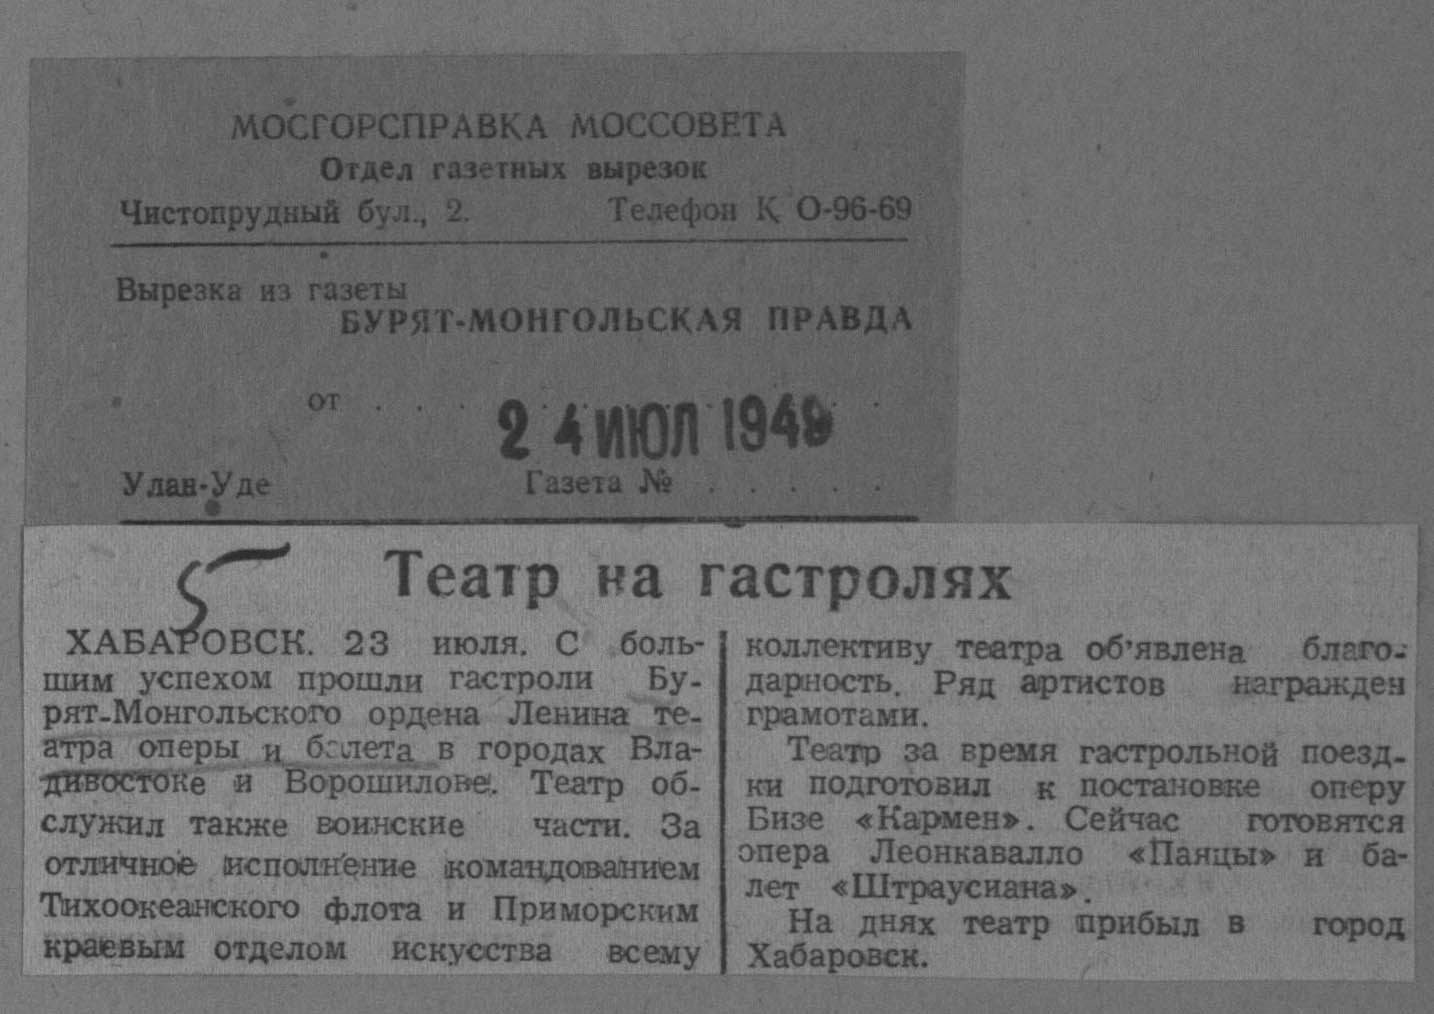 МОСГОРСПРАВКА МОССОВЕТА
Отдел газетных вырезок
Чистопрудный бул., 2. Телефон К 0-96-69
Вырезка из газеты
БУРЯТ-МОНГОЛЬСКАЯ ПРАВДА
от . . . 24 ИЮЛ 1949
Улан-Уде Газета № . . . . .
5
Театр на гастролях
ХАБАРОВСК. 23 июля. С боль-
шим успехом прошли гастроли Бу-
рят-Монгольского ордена Ленина те-
атра оперы и балета в городах Вла-
дивостоке и Ворошилове. Театр об-
служил также воинские части. За
отличное исполнение командованием
Тихоокеанского флота и Приморским
краевым отделом искусства всему
коллективу театра об’явлена благо-
дарность. Ряд артистов награжден
грамотами.
Театр за время гастрольной поезд-
ки подготовил к постановке оперу
Бизе «Кармен». Сейчас готовятся
опера Леонкавалло «Паяцы» и ба-
лет «Штраусиана».
На днях театр прибыл в город
Хабаровск.